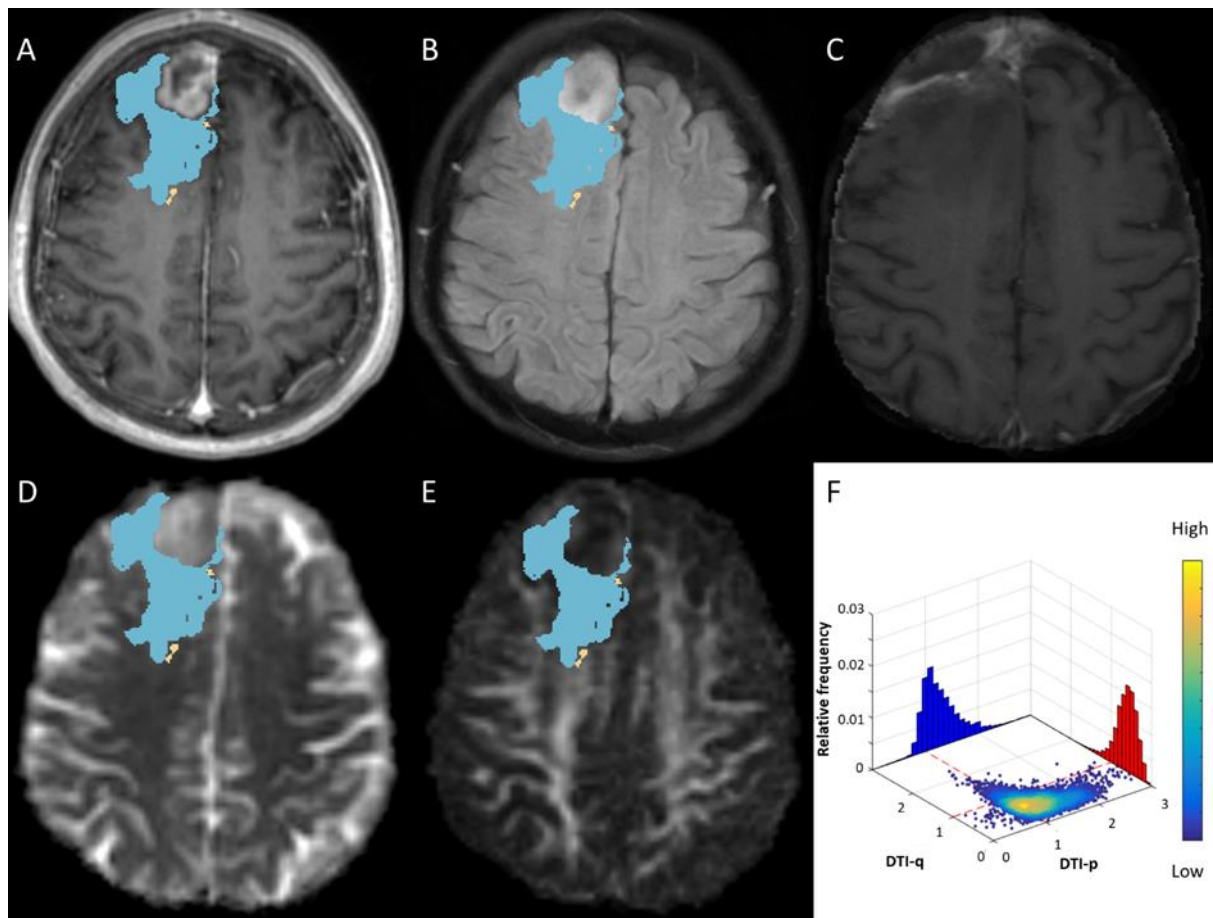 A
B
C
D
E
F
High
Low
Relative frequency
0.03
0.02
0.01
0
2
1
0
0
1
2
3
DTI-q
DTI-p